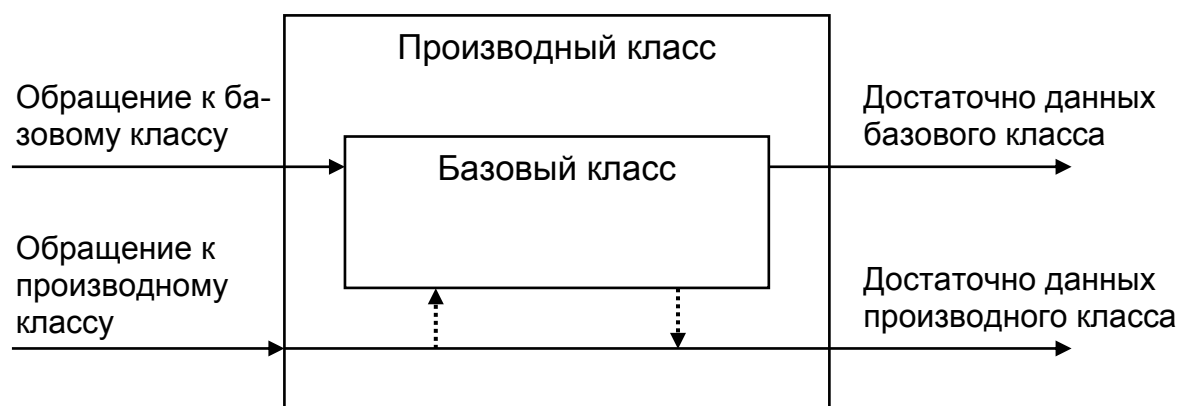 Производный класс
Обращение к ба-
зовому классу
Достаточно данных
базового класса
Базовый класс
Обращение к
производному
классу
Достаточно данных
производного класса